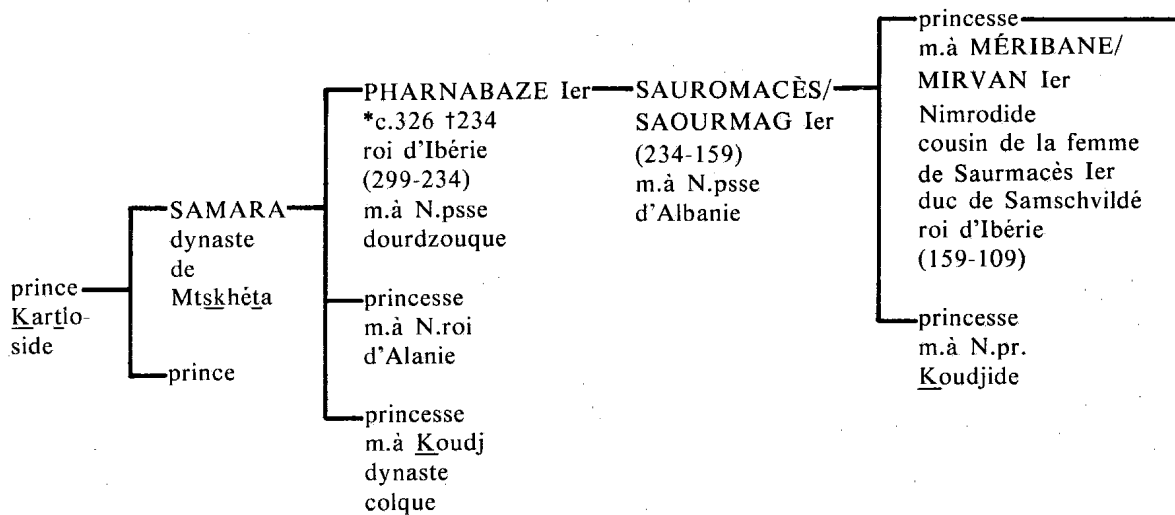 prince
Kartlo-
side
SAMARA
dynaste
de
Mtskhéta
prince
PHARNABAZE Ier
*c.326 †234
roi d'Ibérie
(299-234)
m.à N.psse
dourdzouque
princesse
m.à N.roi
d'Alanie
princesse
m.à Koudj
dynaste
colque
SAUROMACÈS/
SAOURMAG Ier
(234-159)
m.à N.psse
d'Albanie
princesse
m.à MÉRIBANE/
MIRVAN Ier
Nimrodide
cousin de la femme
de Saurmacès Ier
duc de Samschvildé
roi d'Ibérie
(159-109)
princesse
m.à N.pr.
Koudjide